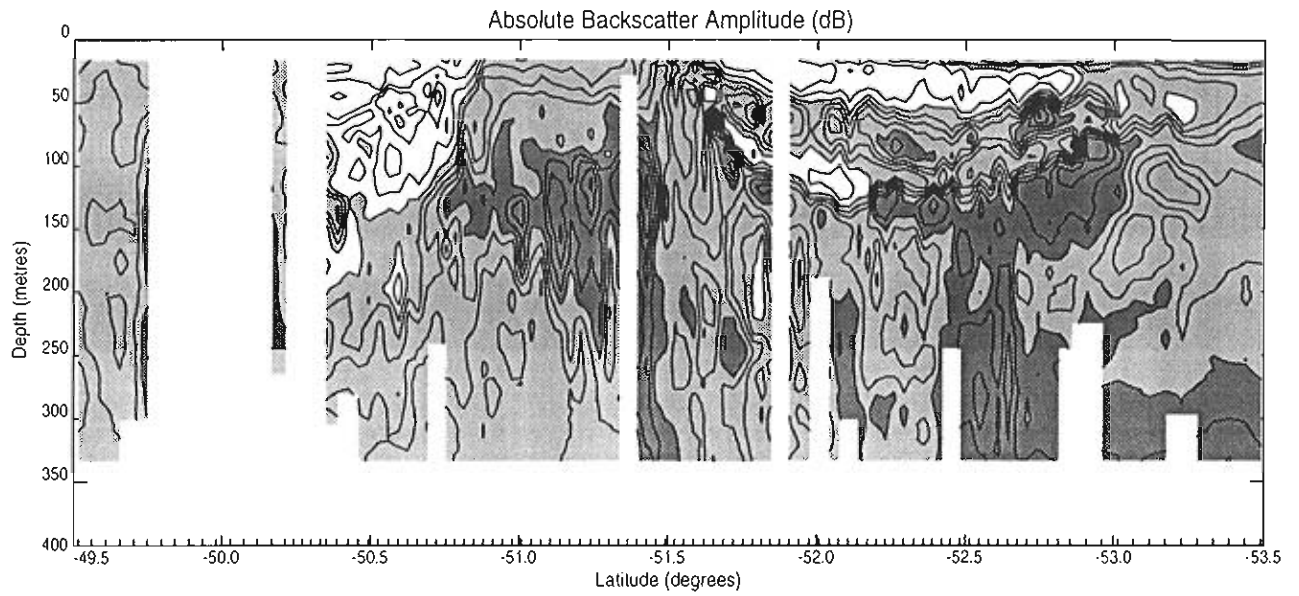 Absolute Backscatter Amplitude (dB)
0
50
100
150
200
250
300
350
400
Depth (metres)
-49.5 -50.0 -50.5 -51.0 -51.5 -52.0 -52.5 -53.0 -53.5
Latitude (degrees)